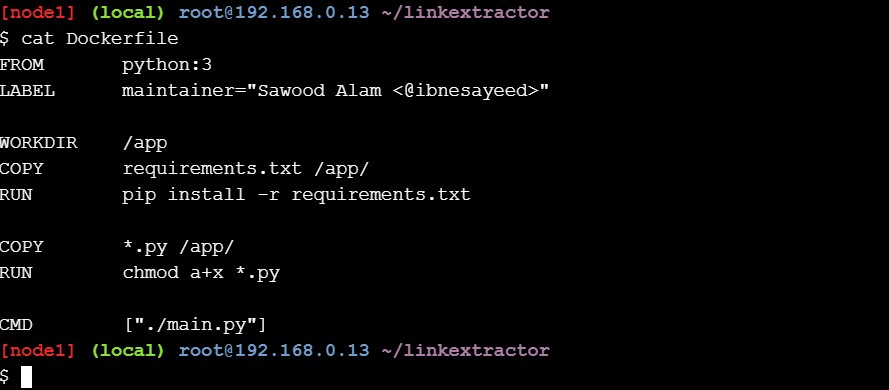 [node1] (local) root@192.168.0.13 ~/linkextractor
$ cat Dockerfile
FROM       python:3
LABEL      maintainer="Sawood Alam <@ibnesayeed>"
WORKDIR    /app
COPY       requirements.txt /app/
RUN        pip install -r requirements.txt
COPY       *.py /app/
RUN        chmod a+x *.py
CMD        ["./main.py"]
[node1] (local) root@192.168.0.13 ~/linkextractor
$